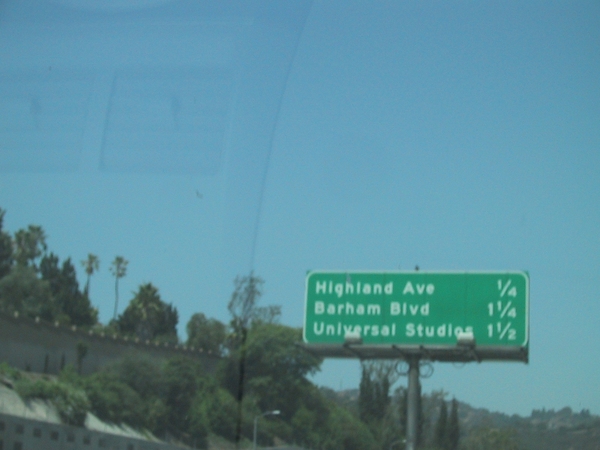 Highland Ave 1/4
Barham Blvd 1 1/4
Universal Studios 1 1/2